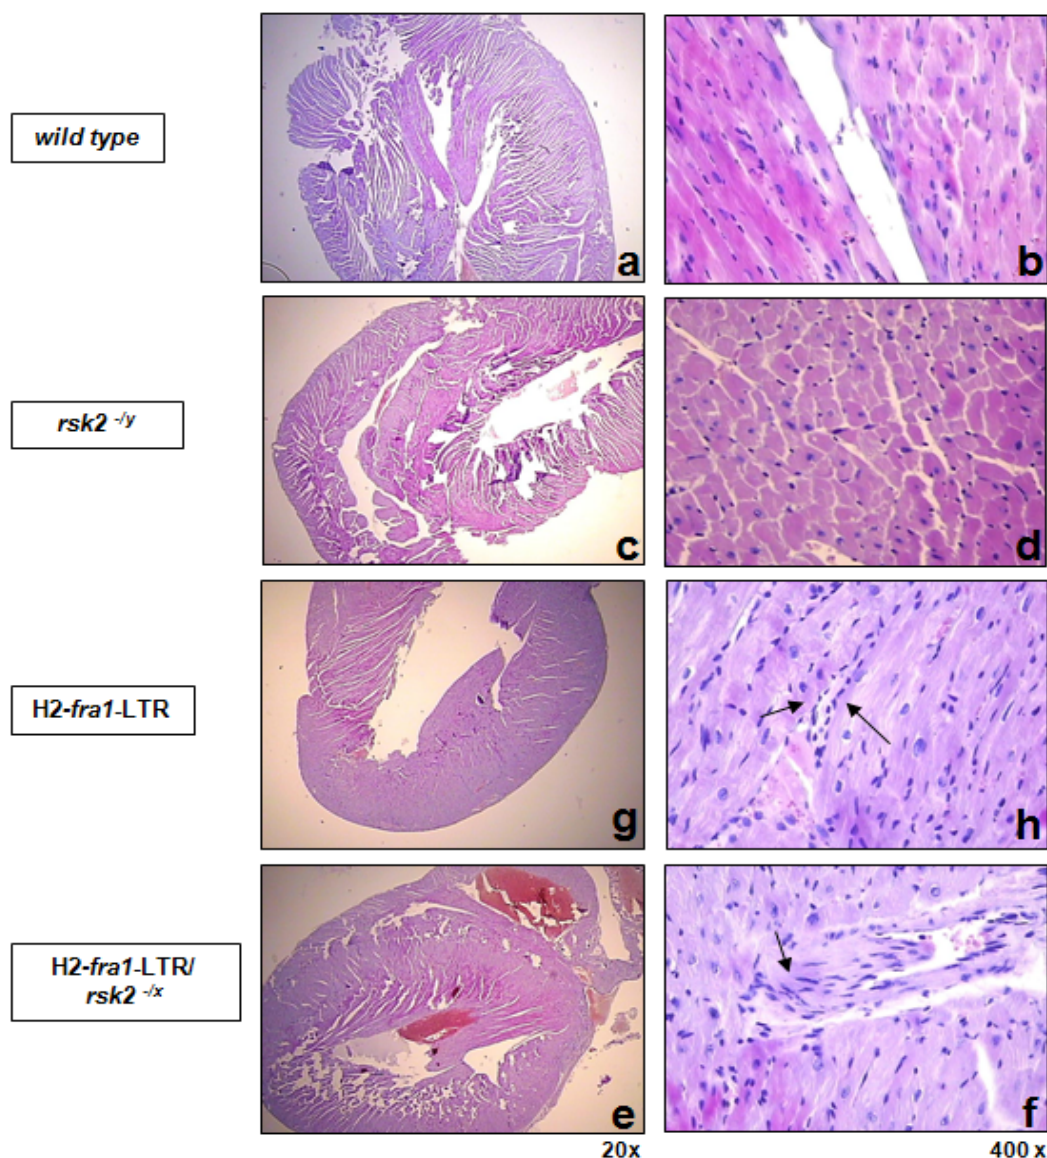 wild type
a
b
rsk2 -/y
c
d
H2-fra1-LTR
g
h
H2-fra1-LTR/
rsk2 -/x
e
f
20x
400 x